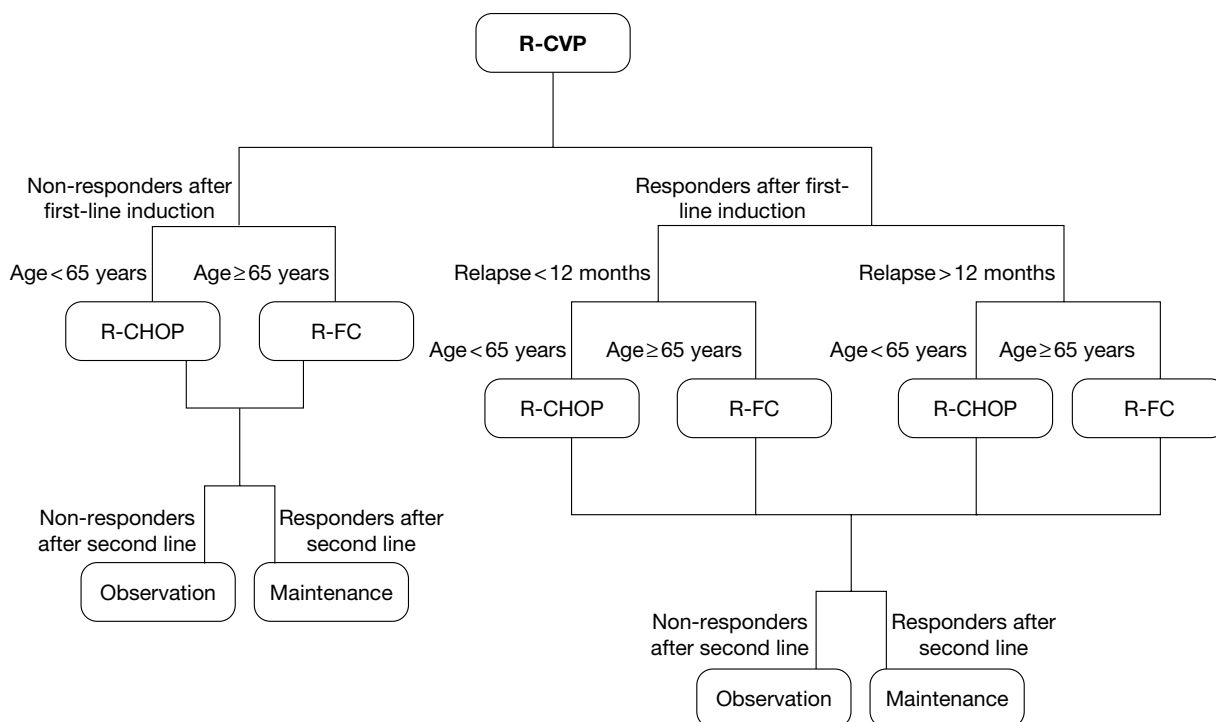 R-CVP
Non-responders after
first-line induction
Responders after first-
line induction
Age<65 years
Age≥65 years
Relapse<12 months
Relapse>12 months
R-CHOP
R-FC
Age<65 years
Age≥65 years
Age<65 years
Age≥65 years
R-CHOP
R-FC
R-CHOP
R-FC
Non-responders
after second line
Responders after
second line
Observation
Maintenance
Non-responders
after second line
Responders after
second line
Observation
Maintenance